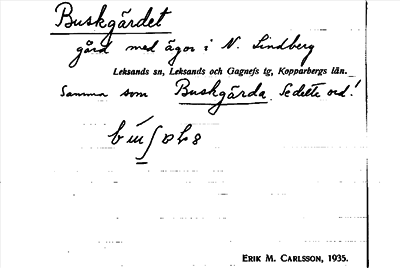 Buskgärdet
gård med ägor i N. Lindberg
Leksands sn, Leksands och Gagnefs tg, Kopparbergs län.
Samma som Buskgärda. Se detta ord!
ERIK M. CARLSSON, 1935.